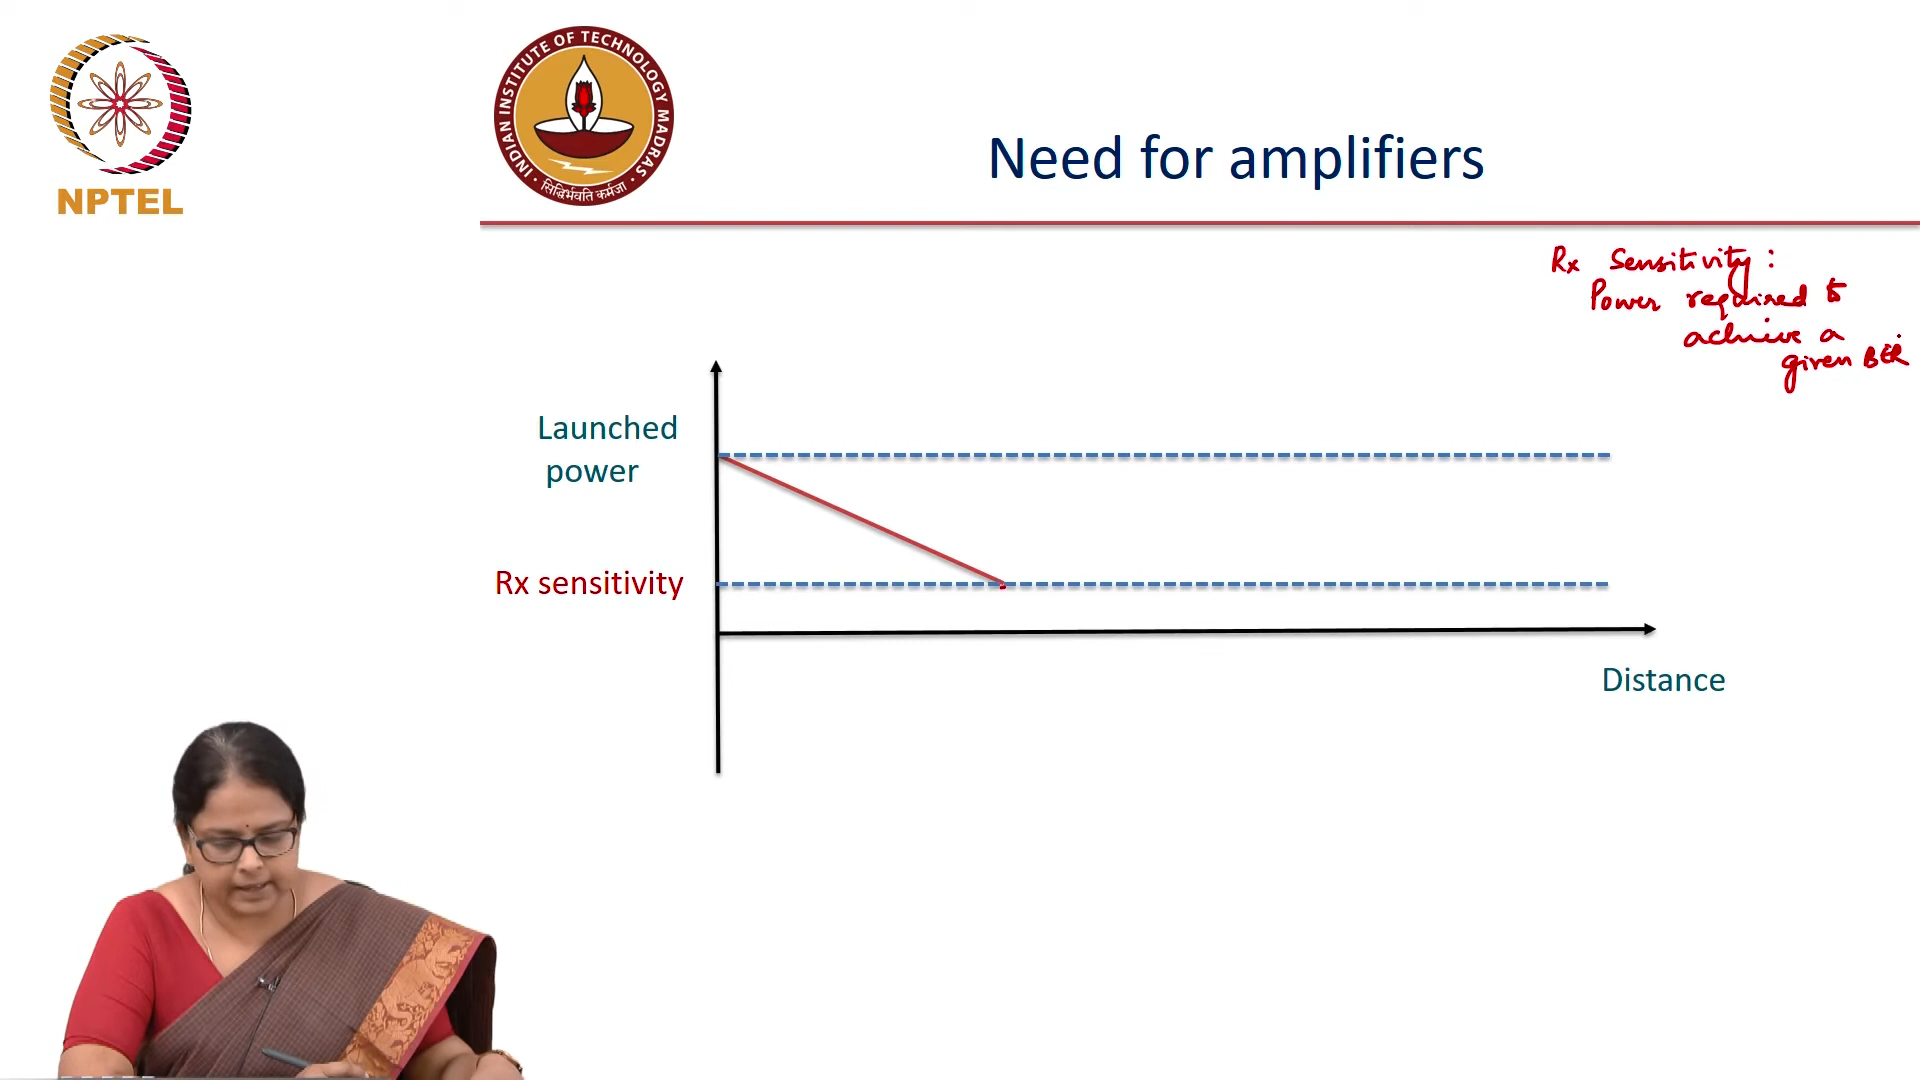 NPTEL
INDIAN INSTITUTE OF TECHNOLOGY MADRAS
सिद्धिर्भवति कर्मजा
Need for amplifiers
Rx Sensitivity:
Power required to
achive a
given BER
Launched
power
Rx sensitivity
Distance